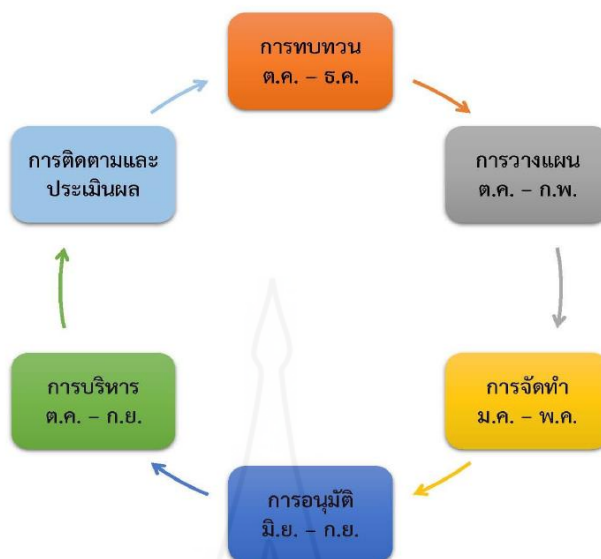 การทบทวน
ต.ค. – ธ.ค.
การวางแผน
ต.ค. – ก.พ.
การจัดทำ
ม.ค. – พ.ค.
การอนุมัติ
มิ.ย. – ก.ย.
การบริหาร
ต.ค. – ก.ย.
การติดตามและ
ประเมินผล